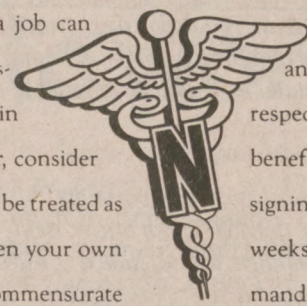 a job can
s- an
in respec
r, consider benef
be treated as signin
en your own weeks
N
ommensurate mand